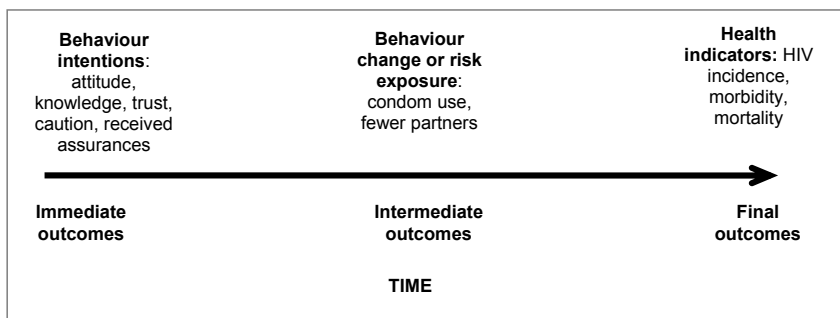 Behaviour
intentions:
attitude,
knowledge, trust,
caution, received
assurances
Behaviour
change or risk
exposure:
condom use,
fewer partners
Health
indicators: HIV
incidence,
morbidity,
mortality
Immediate
outcomes
Intermediate
outcomes
Final
outcomes
TIME